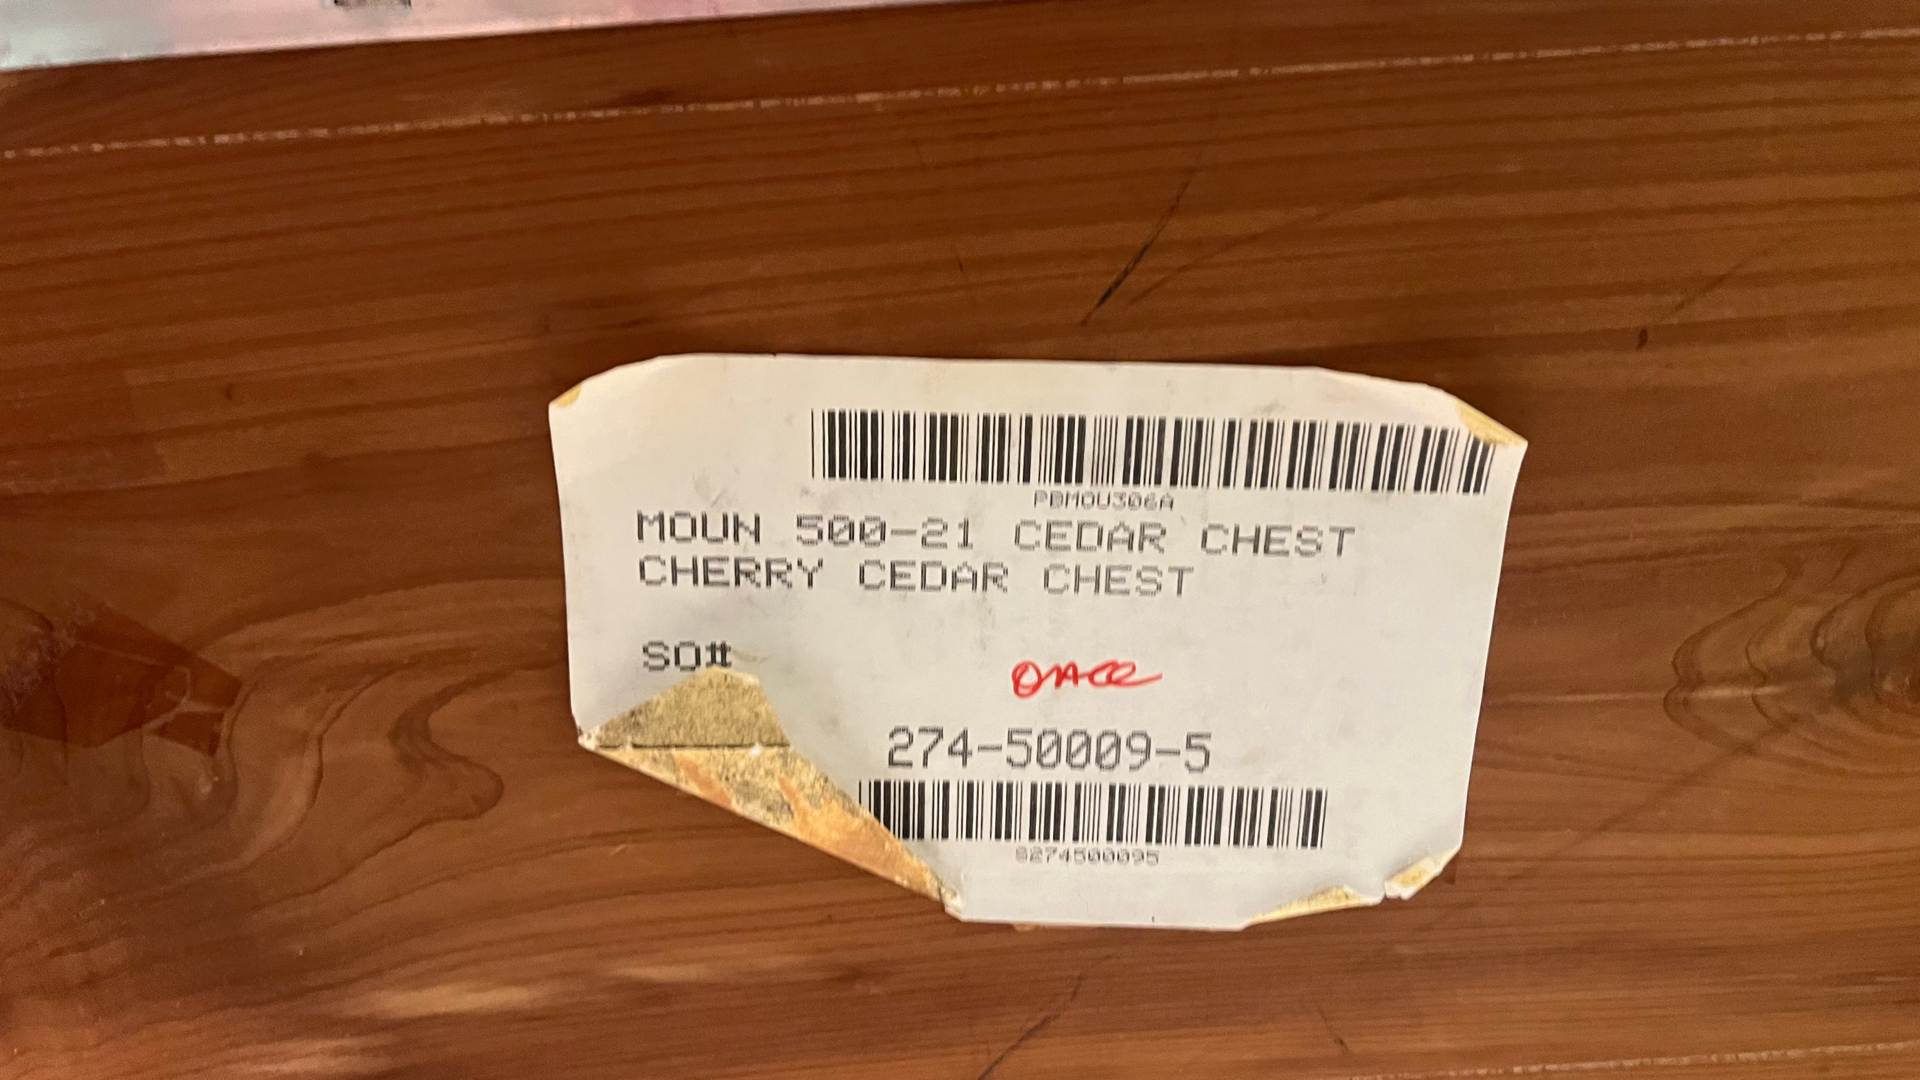 PBMOU306A
MOUN 500-21 CEDAR CHEST
CHERRY CEDAR CHEST
SO#
274-50009-5
8274500095